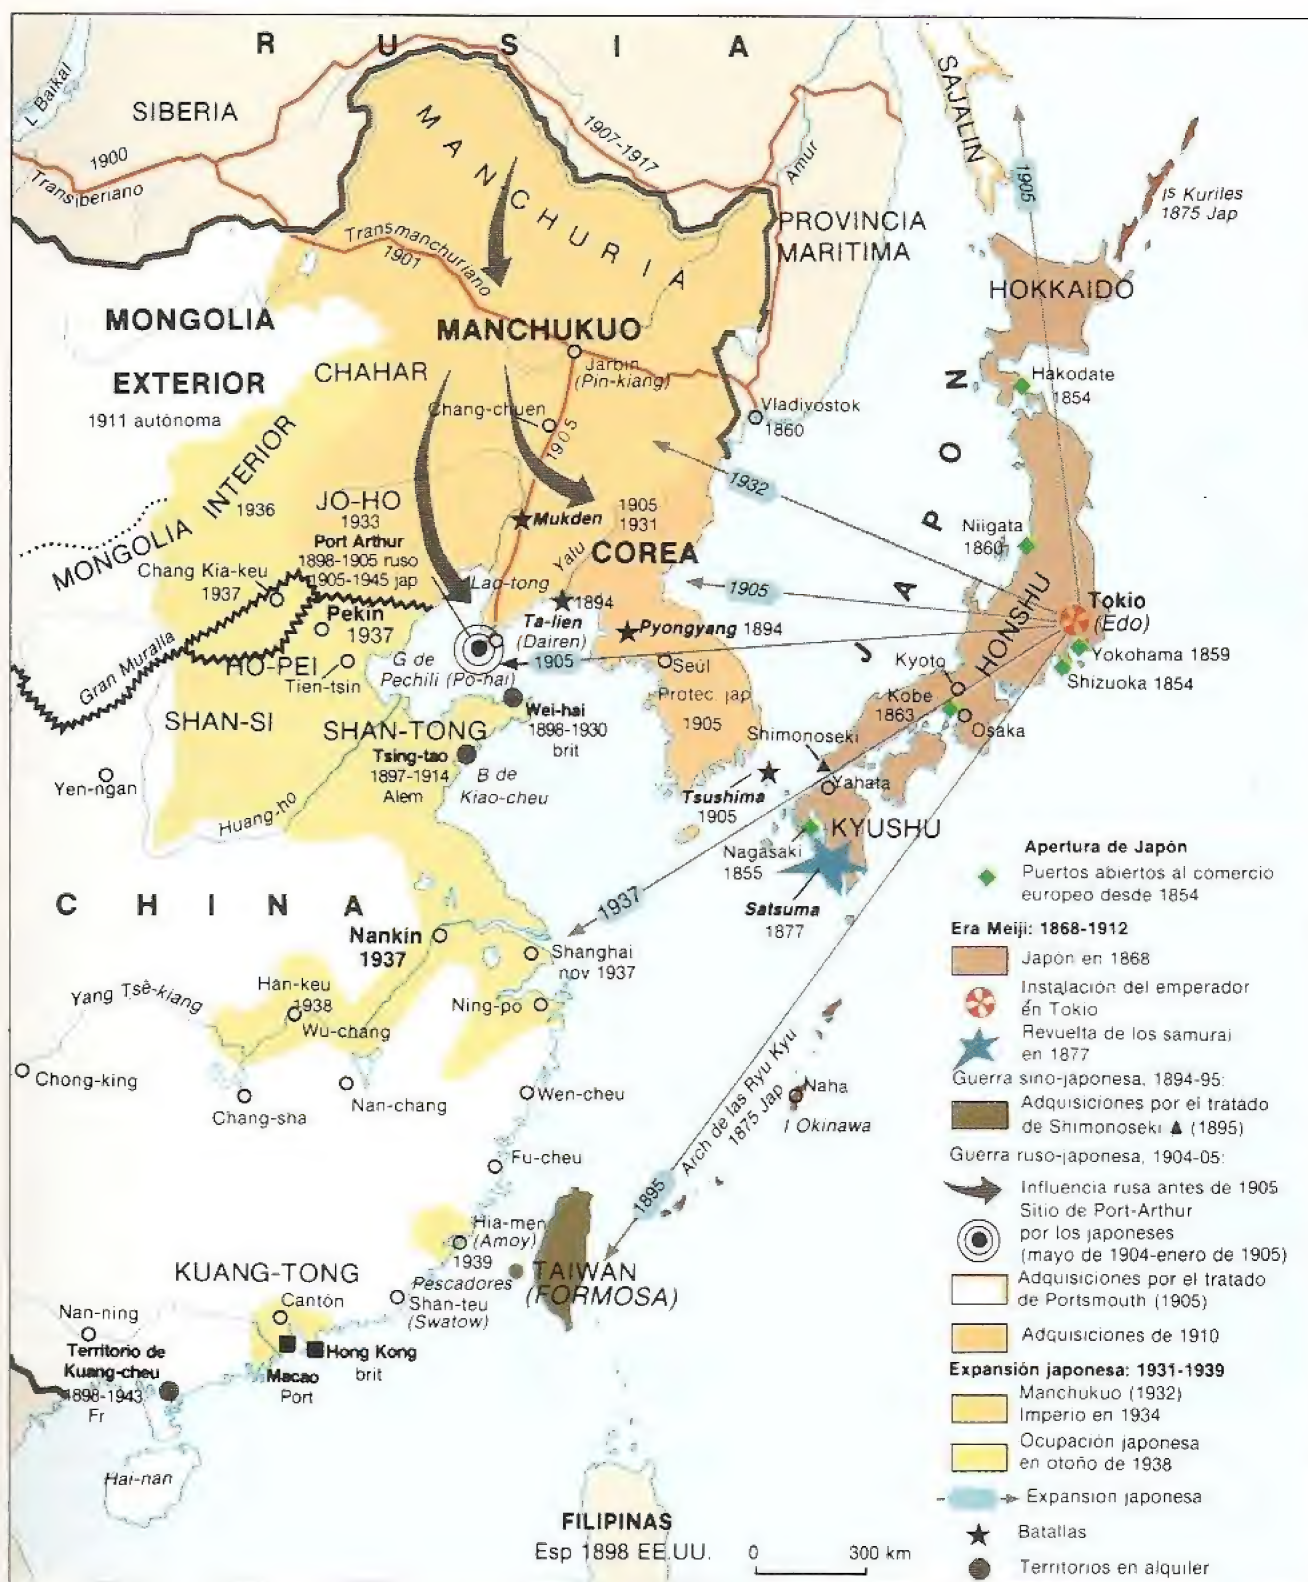 R U S I A
L Baikal
SIBERIA
1900
Transiberiano
1907-1917
Amur
SAJALIN
1905
Iˢ Kuriles
1875 Jap
MANCHURIA
PROVINCIA
MARITIMA
HOKKAIDO
Transmanchuriano
1901
MONGOLIA
EXTERIOR
1911 autónoma
MANCHUKUO
CHAHAR
Jarbin
(Pin-kiang)
Hakodate
1854
Chang-chuen
1905
Vladivostok
1860
JAPON
1932
MONGOLIA INTERIOR
1936
JO-HO
1933
Port Arthur
1898-1905 ruso
1905-1945 jap
Mukden
1905
1931
COREA
Yalu
Niigata
1860
Chang Kia-keu
1937
Lao-tong
1894
1905
HONSHU
Tokio
(Edo)
Pekín
1937
Ta-lien
(Dairen)
Pyongyang 1894
1905
Seúl
Gran Muralla
HO-PEI
Tien-tsin
G de
Pechili (Po-hai)
Protec. jap
1905
Kyoto
Yokohama 1859
Shizuoka 1854
Kobe
1863
Osaka
SHAN-SI
SHAN-TONG
Wei-hai
1898-1930
brit
Shimonoseki
Tsing-tao
1897-1914
Alem
B de
Kiao-cheu
Yen-ngan
Yahata
Tsushima
1905
Huang-ho
KYUSHU
Nagasaki
1855
Satsuma
1877
C H I N A
1937
Nankín
1937
Shanghai
nov 1937
Han-keu
1938
Yang Tsè-kiang
Wu-chang
Ning-po
Chong-king
Chang-sha
Nan-chang
Wen-cheu
Naha
I Okinawa
Arch de las Ryu Kyu
1875 Jap
Fu-cheu
1895
Hia-men
(Amoy)
1939
KUANG-TONG
Cantón
Pescadores
Shan-teu
(Swatow)
TAIWAN
(FORMOSA)
Nan-ning
Territorio de
Kuang-cheu
1898-1943
Fr
Macao
Port
Hong Kong
brit
Hai-nan
FILIPINAS
Esp 1898 EE.UU.
0 300 km
Apertura de Japón
Puertos abiertos al comercio
europeo desde 1854
Era Meiji: 1868-1912
Japón en 1868
Instalación del emperador
en Tokio
Revuelta de los samurai
en 1877
Guerra sino-japonesa, 1894-95:
Adquisiciones por el tratado
de Shimonoseki ▲ (1895)
Guerra ruso-japonesa, 1904-05:
Influencia rusa antes de 1905
Sitio de Port-Arthur
por los japoneses
(mayo de 1904-enero de 1905)
Adquisiciones por el tratado
de Portsmouth (1905)
Adquisiciones de 1910
Expansión japonesa: 1931-1939
Manchukuo (1932)
Imperio en 1934
Ocupación japonesa
en otoño de 1938
Expansión japonesa
Batallas
Territorios en alquiler